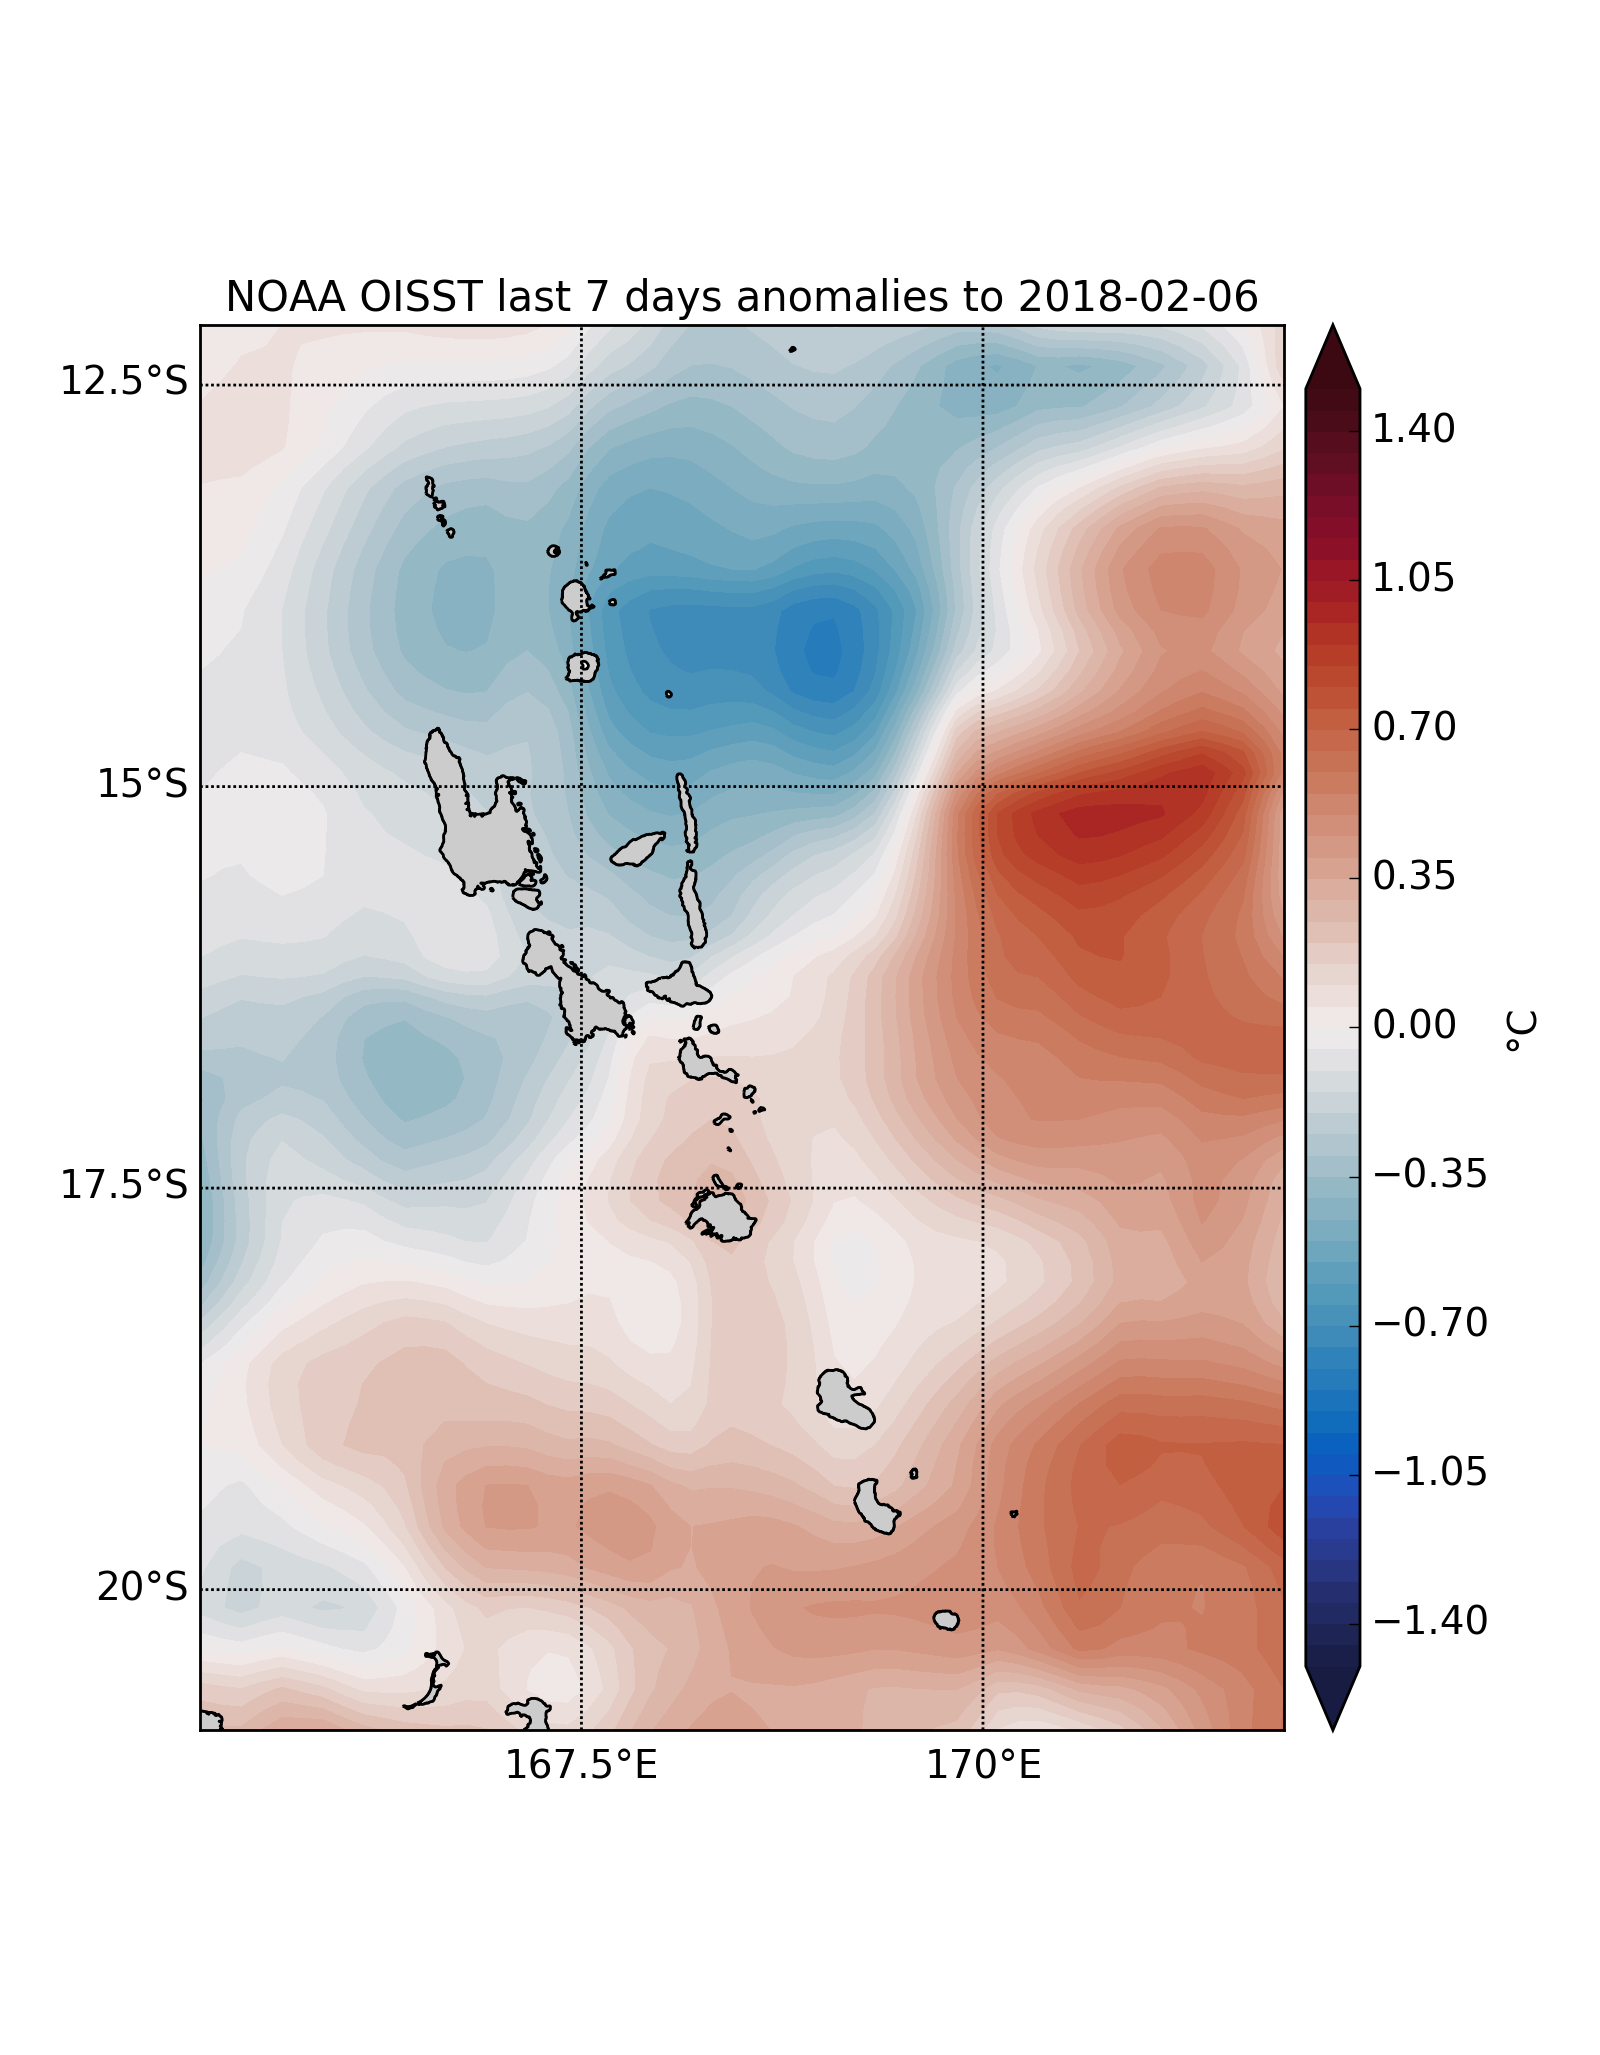 NOAA OISST last 7 days anomalies to 2018-02-06
12.5°S
15°S
17.5°S
20°S
167.5°E
170°E
1.40
1.05
0.70
0.35
0.00
−0.35
−0.70
−1.05
−1.40
°C